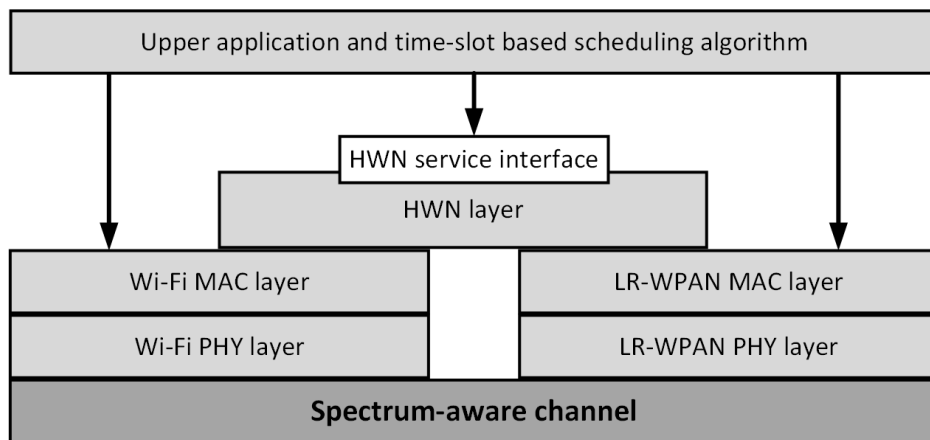 Upper application and time-slot based scheduling algorithm
HWN service interface
HWN layer
Wi-Fi MAC layer
LR-WPAN MAC layer
Wi-Fi PHY layer
LR-WPAN PHY layer
Spectrum-aware channel